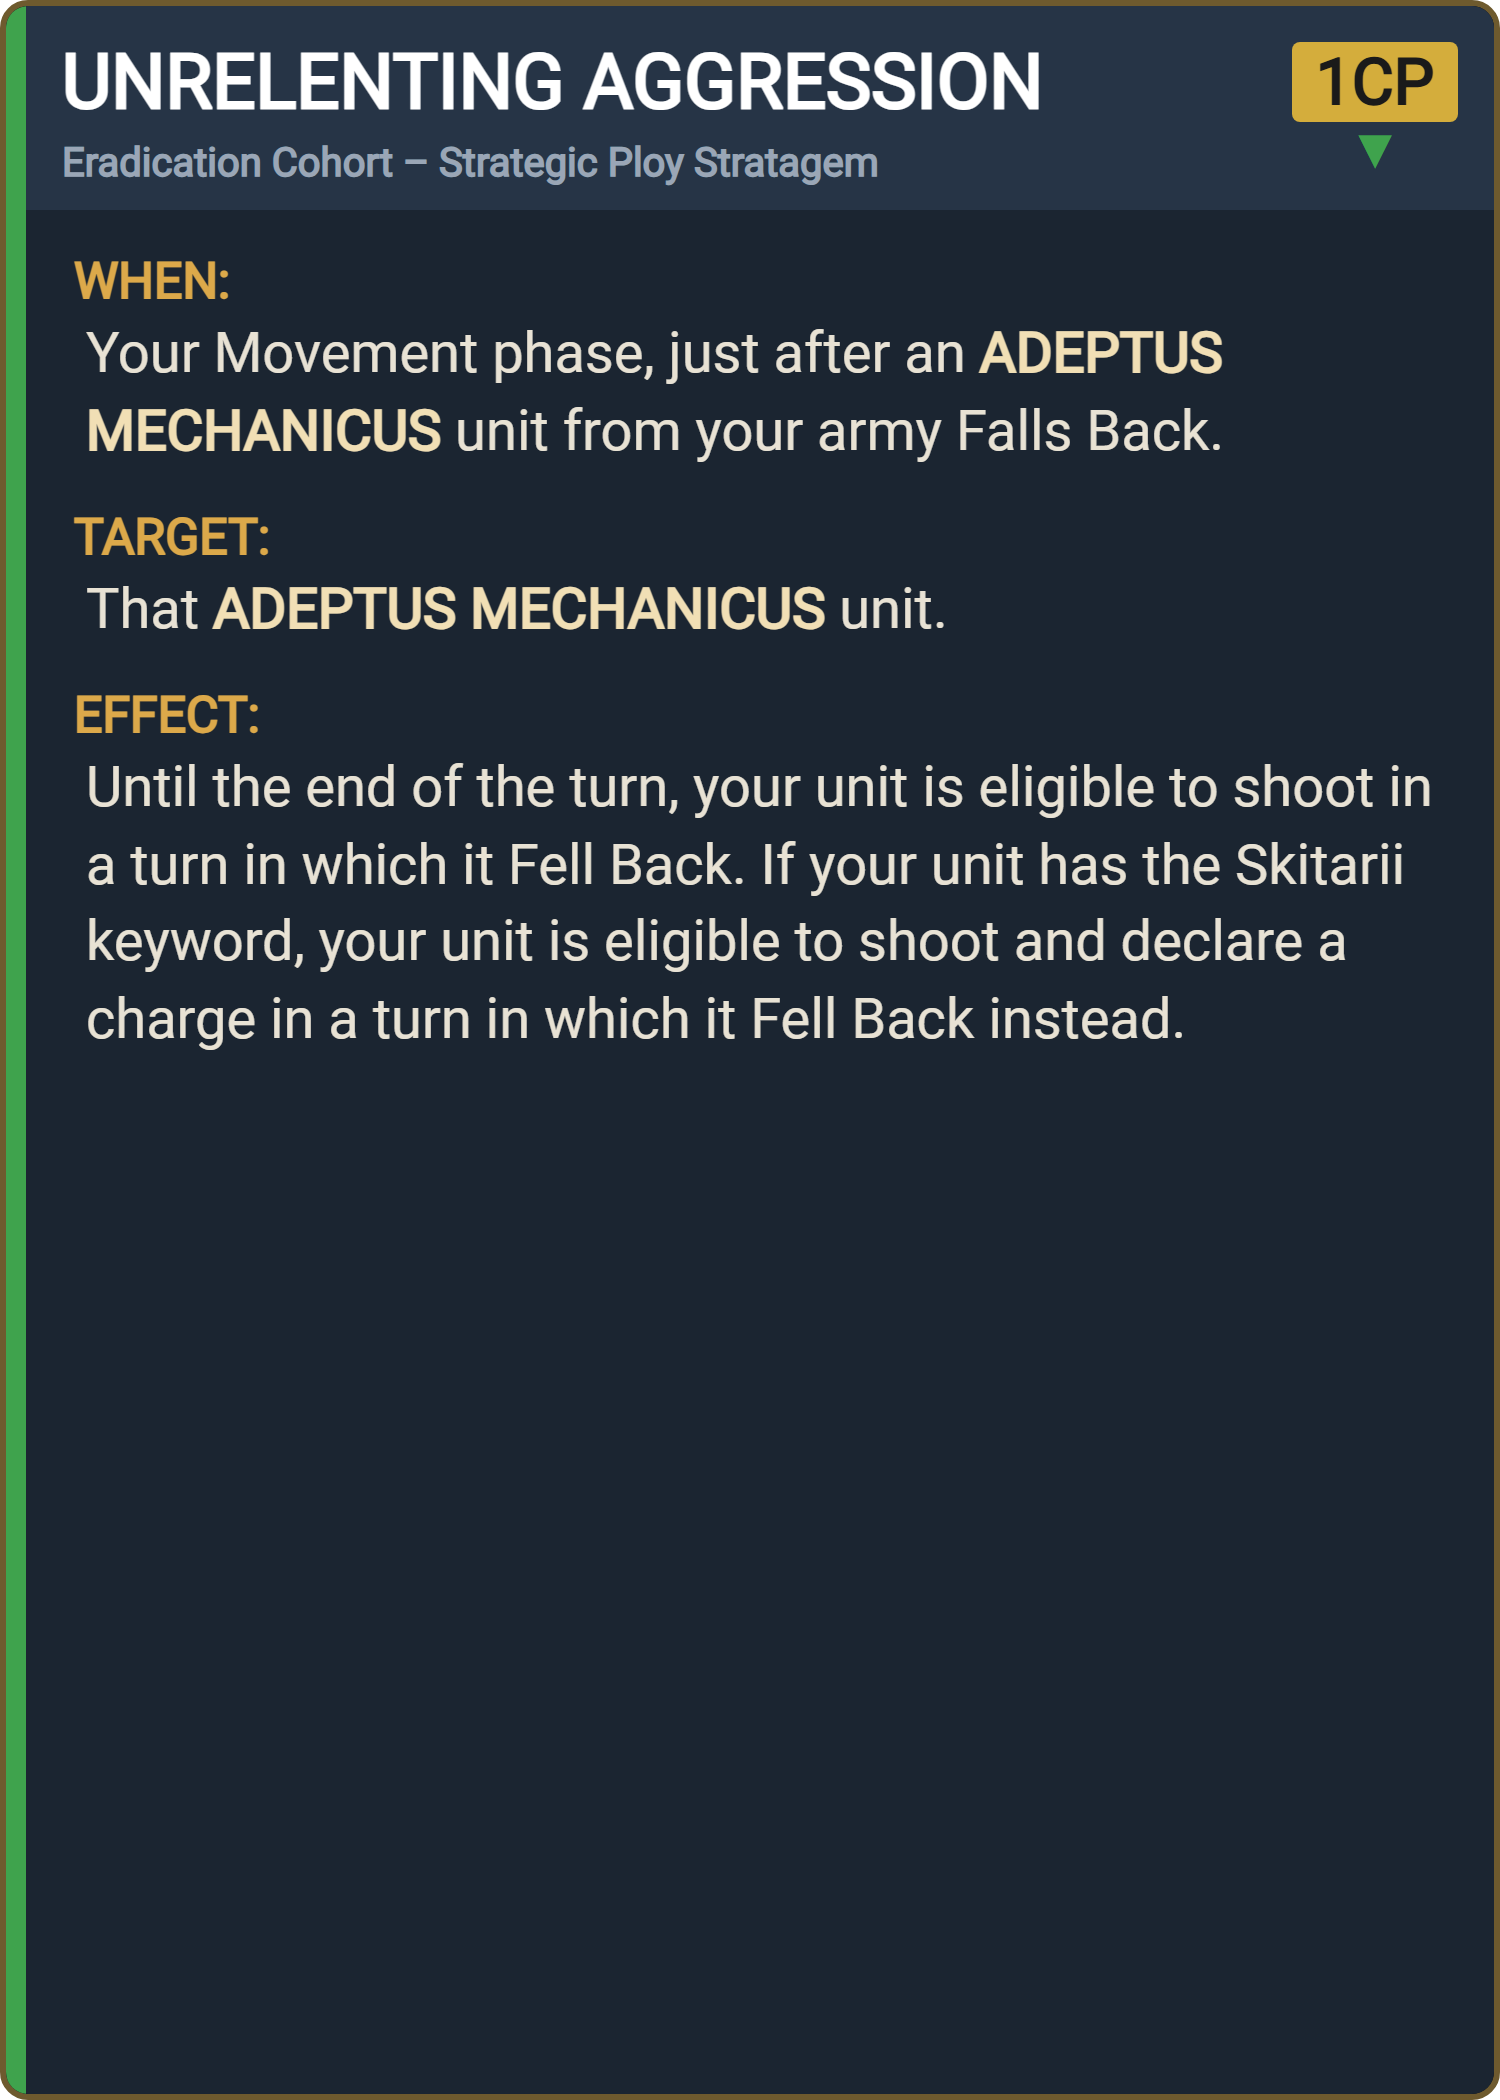 UNRELENTING AGGRESSION
1CP
Eradication Cohort – Strategic Ploy Stratagem
WHEN:
Your Movement phase, just after an ADEPTUS
MECHANICUS unit from your army Falls Back.
TARGET:
That ADEPTUS MECHANICUS unit.
EFFECT:
Until the end of the turn, your unit is eligible to shoot in
a turn in which it Fell Back. If your unit has the Skitarii
keyword, your unit is eligible to shoot and declare a
charge in a turn in which it Fell Back instead.